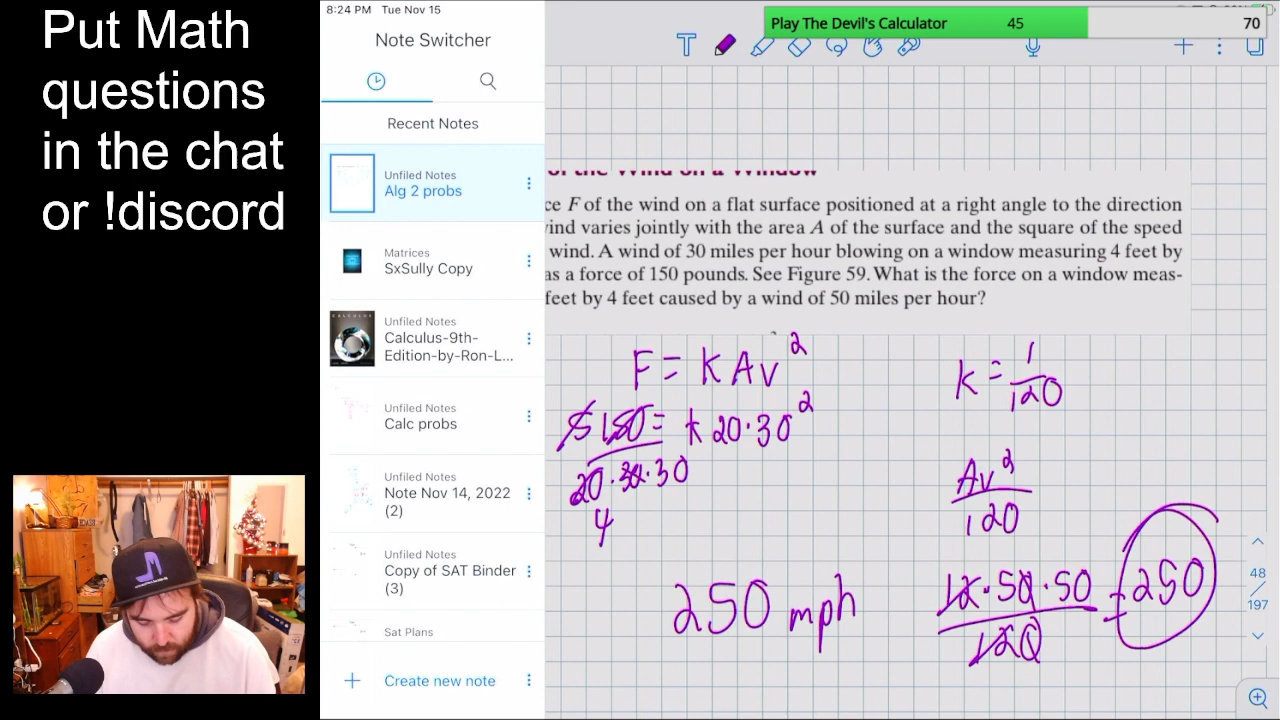 Put Math
questions
in the chat
or !discord
8:24 PM Tue Nov 15
Note Switcher
Recent Notes
Unfiled Notes
Alg 2 probs
Matrices
SxSully Copy
Unfiled Notes
Calculus-9th-
Edition-by-Ron-L...
Unfiled Notes
Calc probs
Unfiled Notes
Note Nov 14, 2022
(2)
Unfiled Notes
Copy of SAT Binder
(3)
Unfiled Notes
Sat Plans
Create new note
Play The Devil's Calculator 45 70
of the Wind on a Window
ce F of the wind on a flat surface positioned at a right angle to the direction
vind varies jointly with the area A of the surface and the square of the speed
wind. A wind of 30 miles per hour blowing on a window measuring 4 feet by
as a force of 150 pounds. See Figure 59. What is the force on a window meas-
feet by 4 feet caused by a wind of 50 miles per hour?
F = KAv²
5 150 = k 20·30²
20·30·30
4
250 mph
K = 1/120
Av²
120
12·50·50
120
= 250
48
197